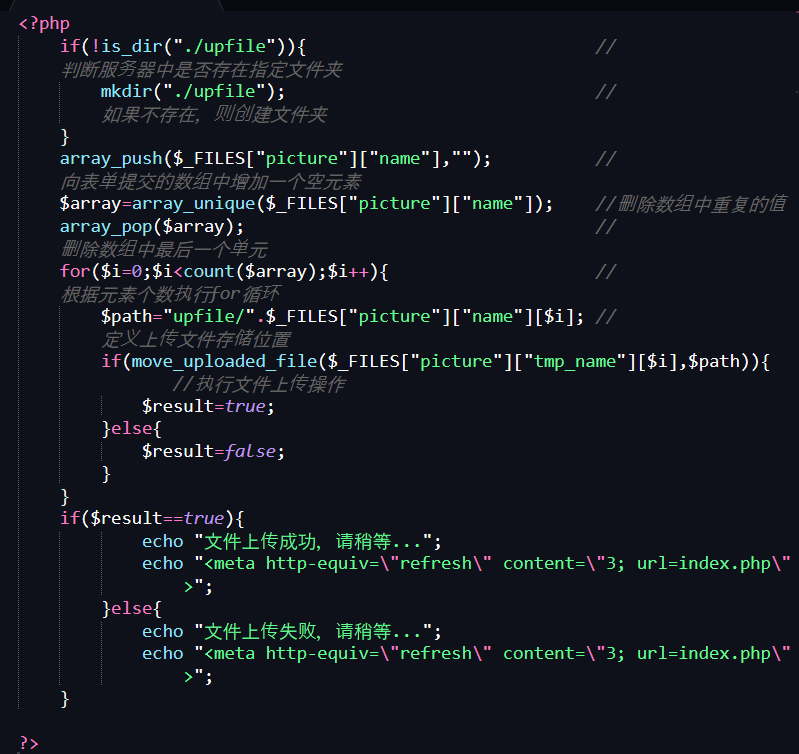 <?php
    if(!is_dir("./upfile")){                            //
    判断服务器中是否存在指定文件夹
        mkdir("./upfile");                              //
        如果不存在，则创建文件夹
    }
    array_push($_FILES["picture"]["name"],"");          //
    向表单提交的数组中增加一个空元素
    $array=array_unique($_FILES["picture"]["name"]);    //删除数组中重复的值
    array_pop($array);                                  //
    删除数组中最后一个单元
    for($i=0;$i<count($array);$i++){                    //
    根据元素个数执行for循环
        $path="upfile/".$_FILES["picture"]["name"][$i]; //
        定义上传文件存储位置
        if(move_uploaded_file($_FILES["picture"]["tmp_name"][$i],$path)){
               //执行文件上传操作
            $result=true;
        }else{
            $result=false;
        }
    }
    if($result==true){
            echo "文件上传成功，请稍等...";
            echo "<meta http-equiv=\"refresh\" content=\"3; url=index.php\"
                >";
        }else{
            echo "文件上传失败，请稍等...";
            echo "<meta http-equiv=\"refresh\" content=\"3; url=index.php\"
                >";
    }
?>